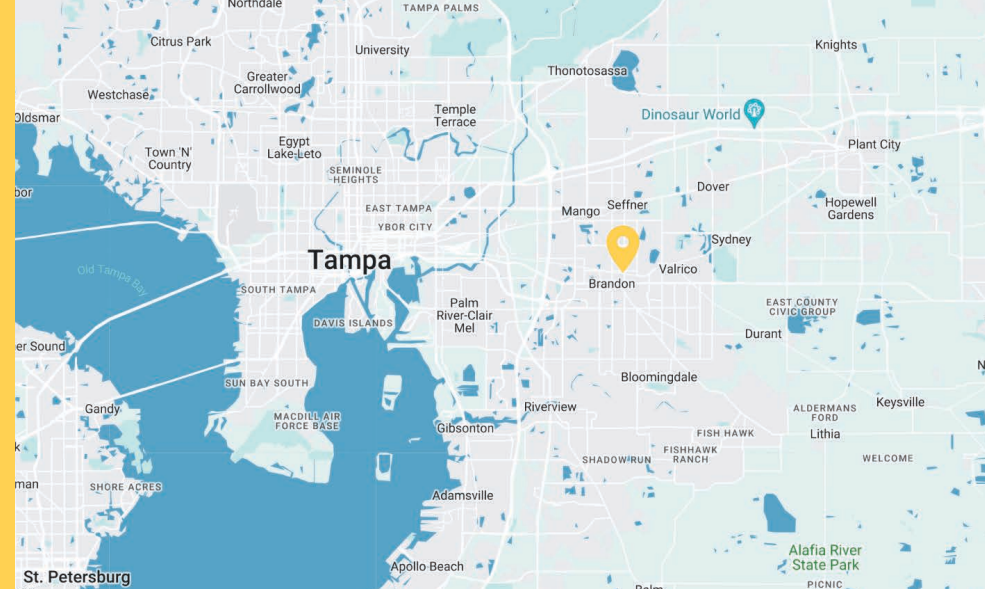 Northdale
TAMPA PALMS
Citrus Park
University
Knights
Thonotosassa
Greater
Carrollwood
Westchase
Oldsmar
Temple
Terrace
Dinosaur World
Egypt
Lake-Leto
Town 'N'
Country
Plant City
SEMINOLE
HEIGHTS
Dover
bor
EAST TAMPA
Mango
Seffner
Hopewell
Gardens
YBOR CITY
Sydney
Tampa
Old Tampa Bay
Valrico
Brandon
SOUTH TAMPA
Palm
River-Clair
Mel
EAST COUNTY
CIVIC GROUP
DAVIS ISLANDS
Durant
er Sound
N
SUN BAY SOUTH
Bloomingdale
Gandy
MACDILL AIR
FORCE BASE
Riverview
ALDERMANS
FORD
Keysville
Gibsonton
FISH HAWK
Lithia
k
SHADOW RUN
FISHHAWK
RANCH
WELCOME
man
SHORE ACRES
Adamsville
Alafia River
State Park
Apollo Beach
St. Petersburg
PICNIC
Palm